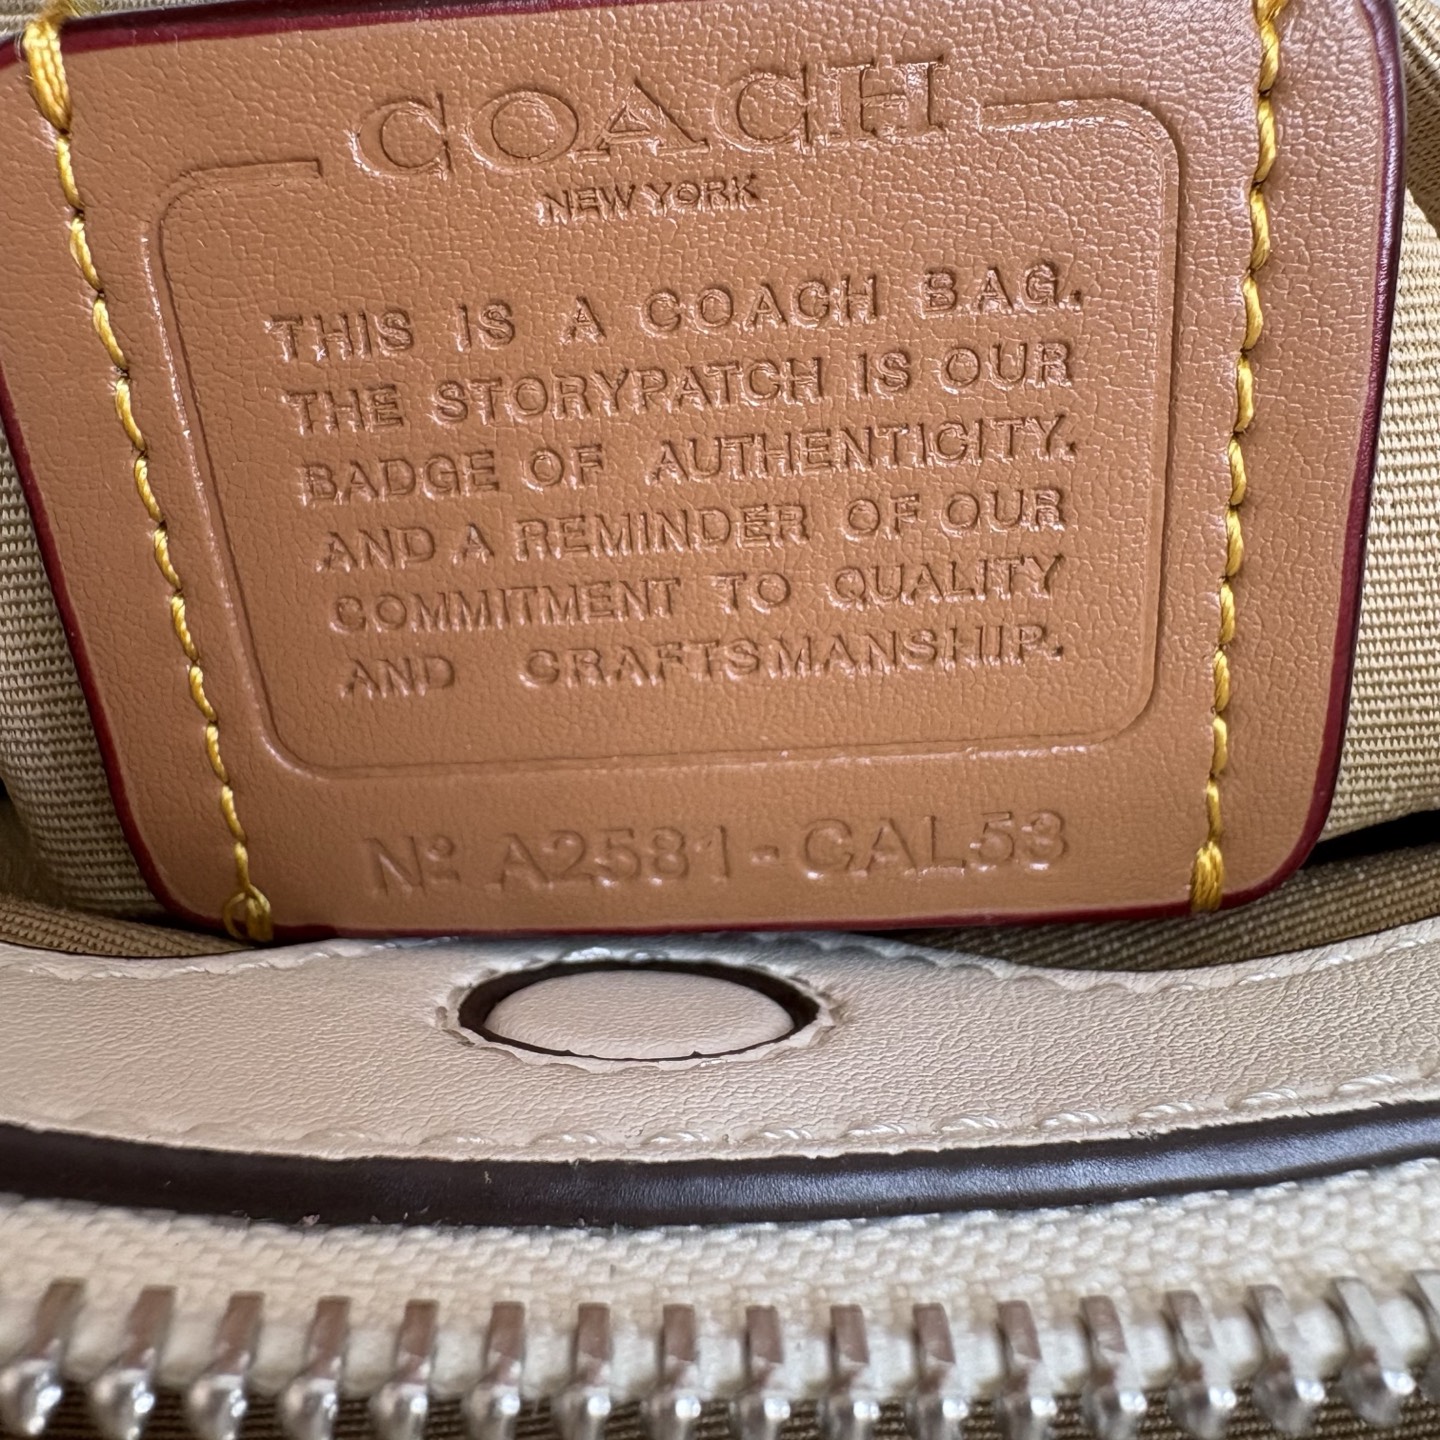 COACH
NEW YORK
THIS IS A COACH BAG.
THE STORYPATCH IS OUR
BADGE OF AUTHENTICITY.
AND A REMINDER OF OUR
COMMITMENT TO QUALITY
AND CRAFTSMANSHIP.
Nº A2581-CAL53